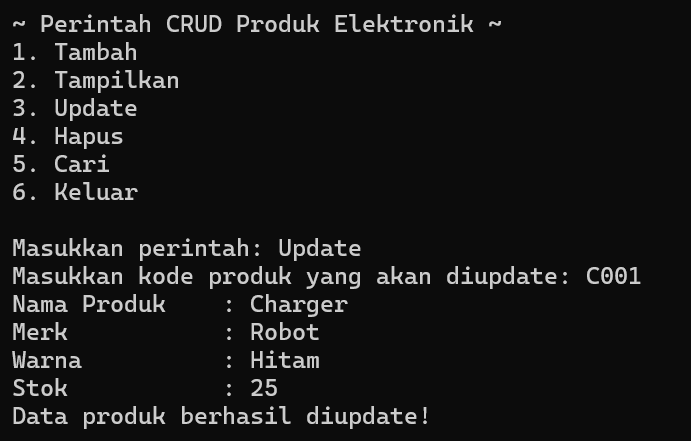 ~ Perintah CRUD Produk Elektronik ~
1. Tambah
2. Tampilkan
3. Update
4. Hapus
5. Cari
6. Keluar

Masukkan perintah: Update
Masukkan kode produk yang akan diupdate: C001
Nama Produk    : Charger
Merk           : Robot
Warna          : Hitam
Stok           : 25
Data produk berhasil diupdate!